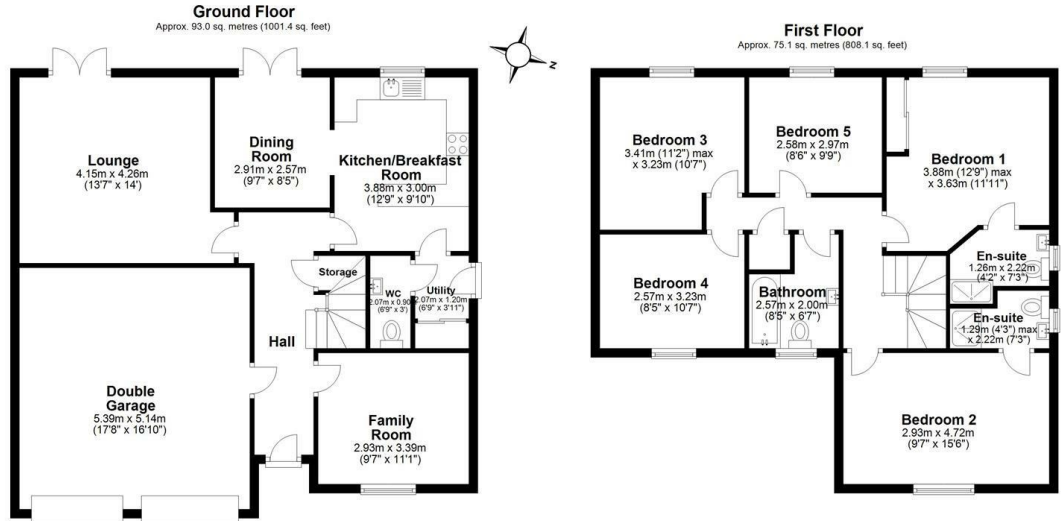 Ground Floor
Approx. 93.0 sq. metres (1001.4 sq. feet)
N
Lounge
4.15m x 4.26m
(13'7" x 14')
Dining
Room
2.91m x 2.57m
(9'7" x 8'5")
Kitchen/Breakfast
Room
3.88m x 3.00m
(12'9" x 9'10")
Storage
WC
2.07m x 0.90
(6'9" x 3')
Utility
2.07m x 1.20m
(6'9" x 3'11")
Hall
Double
Garage
5.39m x 5.14m
(17'8" x 16'10")
Family
Room
2.93m x 3.39m
(9'7" x 11'1")
First Floor
Approx. 75.1 sq. metres (808.1 sq. feet)
Bedroom 3
3.41m (11'2") max
x 3.23m (10'7")
Bedroom 5
2.58m x 2.97m
(8'6" x 9'9")
Bedroom 1
3.88m (12'9") max
x 3.63m (11'11")
En-suite
1.26m x 2.22m
(4'2" x 7'3")
Bedroom 4
2.57m x 3.23m
(8'5" x 10'7")
Bathroom
2.57m x 2.00m
(8'5" x 6'7")
En-suite
1.29m (4'3") max
x 2.22m (7'3")
Bedroom 2
2.93m x 4.72m
(9'7" x 15'6")